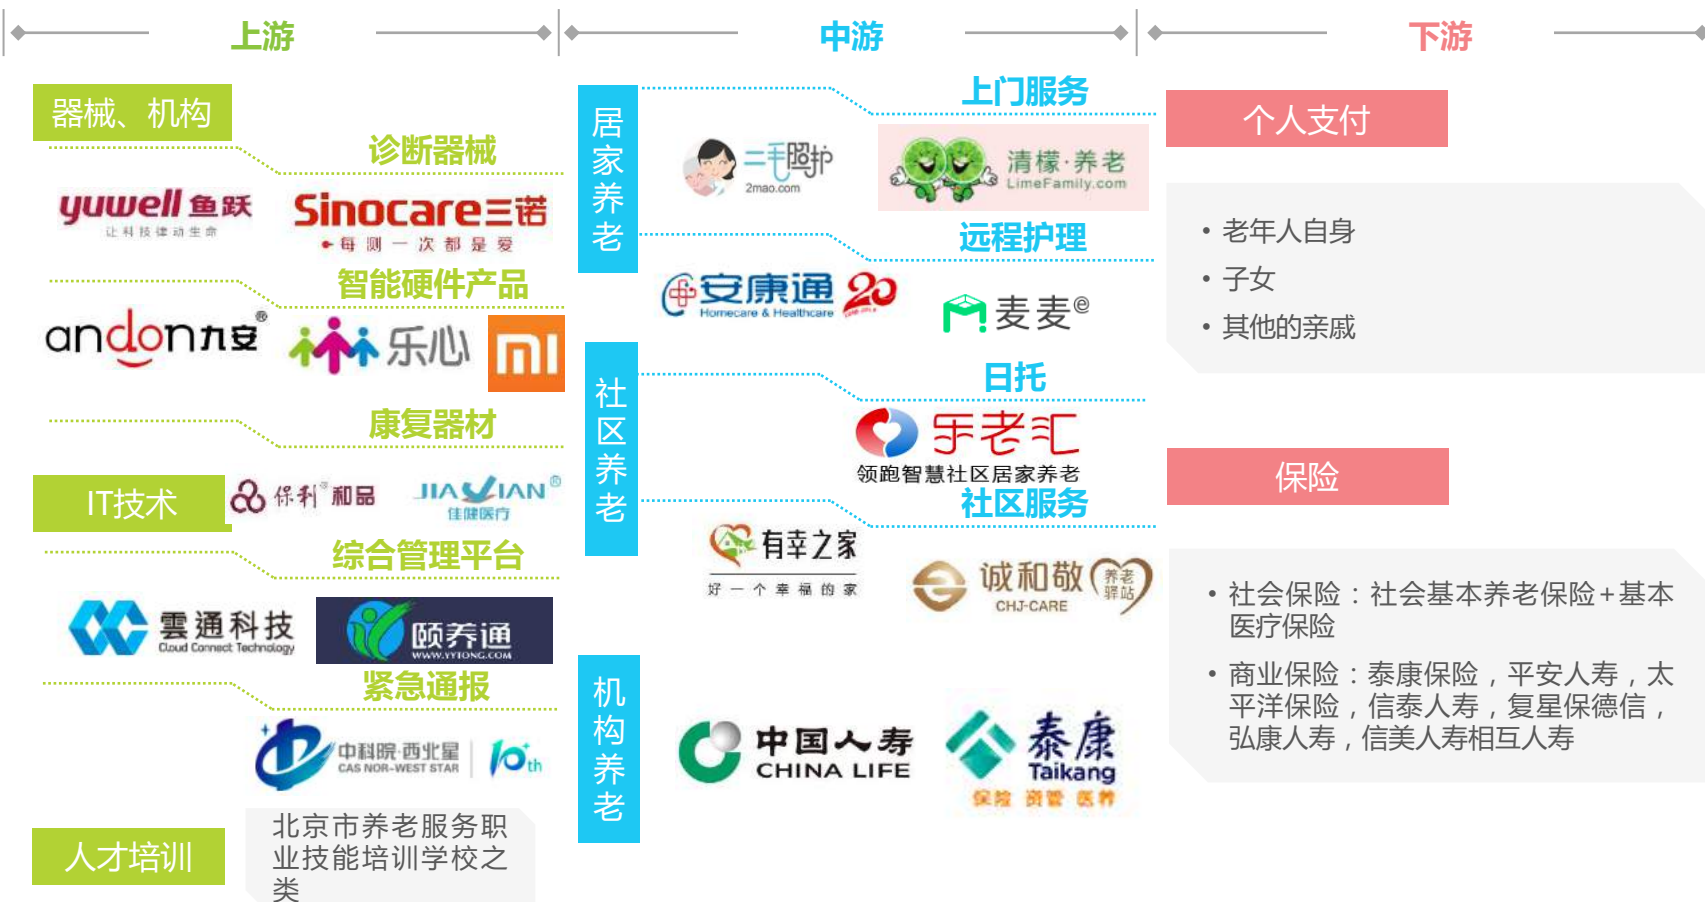 上游
中游
下游
器械、机构
诊断器械
yuwell 鱼跃
让科技律动生命
Sinocare三诺
每测一次都是爱
智能硬件产品
andon九安®
乐心
mi
康复器材
IT技术
保利®和品
JIAJIAN®
佳健医疗
综合管理平台
雲通科技
Cloud Connect Technology
颐养通
WWW.YYTONG.COM
紧急通报
中科院·西北星
CAS NOR-WEST STAR
10th
人才培训
北京市养老服务职
业技能培训学校之
类
居家养老
上门服务
二毛照护
2mao.com
清檬·养老
LimeFamily.com
远程护理
安康通 20
Homecare & Healthcare
麦麦e
社区养老
日托
乐老汇
领跑智慧社区居家养老
社区服务
有幸之家
好一个幸福的家
诚和敬
CHJ-CARE
养老
驿站
机构养老
中国人寿
CHINA LIFE
泰康
Taikang
保险 资管 医养
个人支付
• 老年人自身
• 子女
• 其他的亲戚
保险
• 社会保险：社会基本养老保险+基本
医疗保险
• 商业保险：泰康保险，平安人寿，太
平洋保险，信泰人寿，复星保德信，
弘康人寿，信美人寿相互人寿